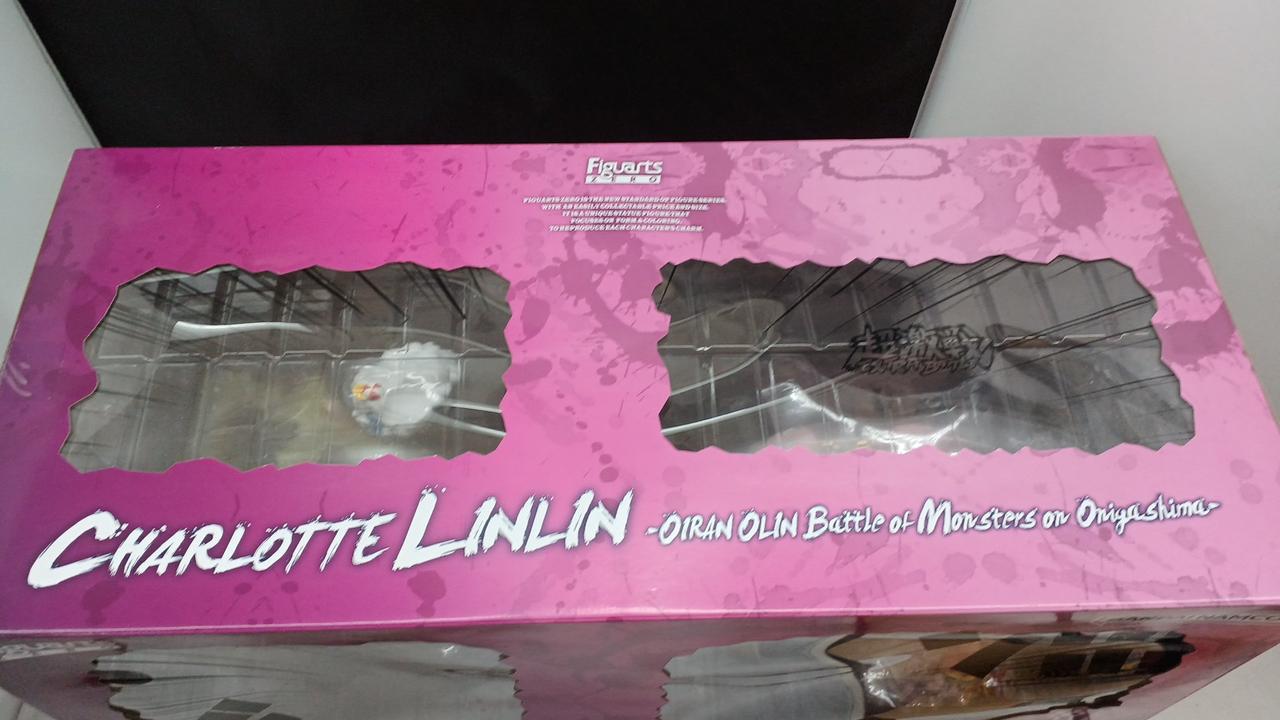 Figuarts
ZERO
FIGUARTS ZERO IS THE NEW STANDARD OF FIGURE SERIES
WITH AN EASILY COLLECTABLE PRICE AND SIZE.
IT IS A UNIQUE STATUE FIGURE THAT
FOCUSES ON FORM & COLORING,
TO REPRODUCE EACH CHARACTER'S CHARM.
CHARLOTTE LINLIN -OIRAN OLIN Battle of Monsters on Onigashima-